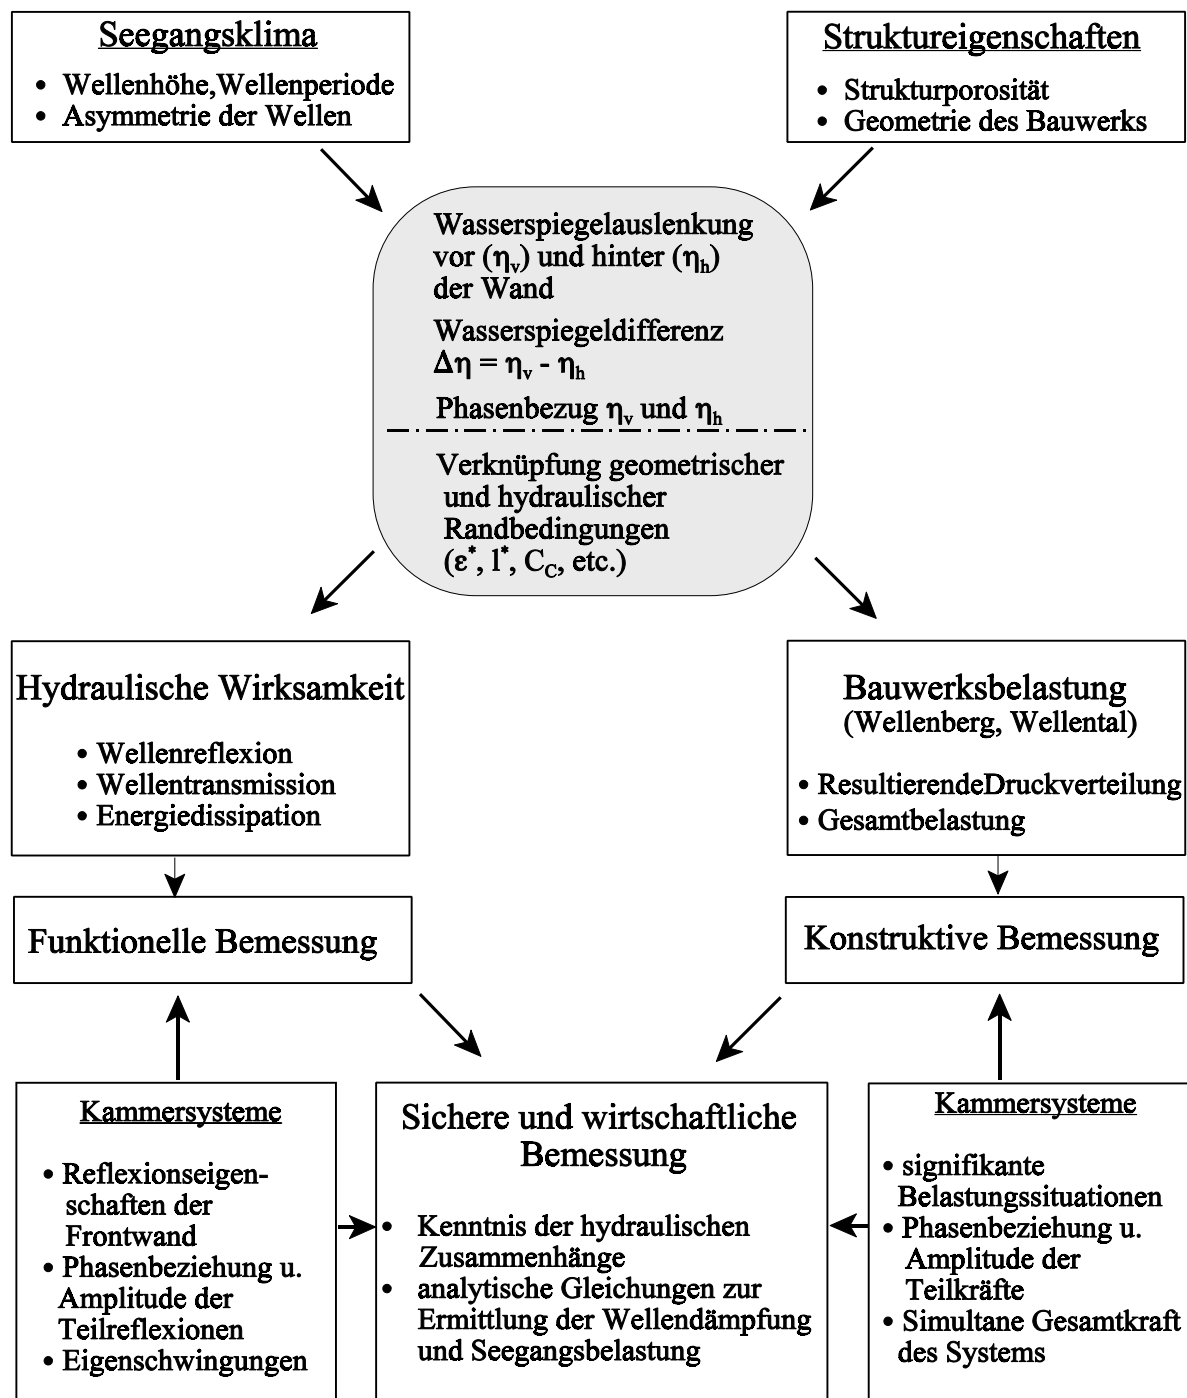 Seegangsklima
• Wellenhöhe,Wellenperiode
• Asymmetrie der Wellen
Struktureigenschaften
• Strukturporosität
• Geometrie des Bauwerks
Wasserspiegelauslenkung
vor (ηv) und hinter (ηh)
der Wand
Wasserspiegeldifferenz
Δη = ηv - ηh
Phasenbezug ηv und ηh
Verknüpfung geometrischer
und hydraulischer
Randbedingungen
(ε*, l*, CC, etc.)
Hydraulische Wirksamkeit
• Wellenreflexion
• Wellentransmission
• Energiedissipation
Bauwerksbelastung
(Wellenberg, Wellental)
• ResultierendeDruckverteilung
• Gesamtbelastung
Funktionelle Bemessung
Konstruktive Bemessung
Kammersysteme
• Reflexionseigen-
schaften der
Frontwand
• Phasenbeziehung u.
Amplitude der
Teilreflexionen
• Eigenschwingungen
Sichere und wirtschaftliche
Bemessung
• Kenntnis der hydraulischen
Zusammenhänge
• analytische Gleichungen zur
Ermittlung der Wellendämpfung
und Seegangsbelastung
Kammersysteme
• signifikante
Belastungssituationen
• Phasenbeziehung u.
Amplitude der
Teilkräfte
• Simultane Gesamtkraft
des Systems